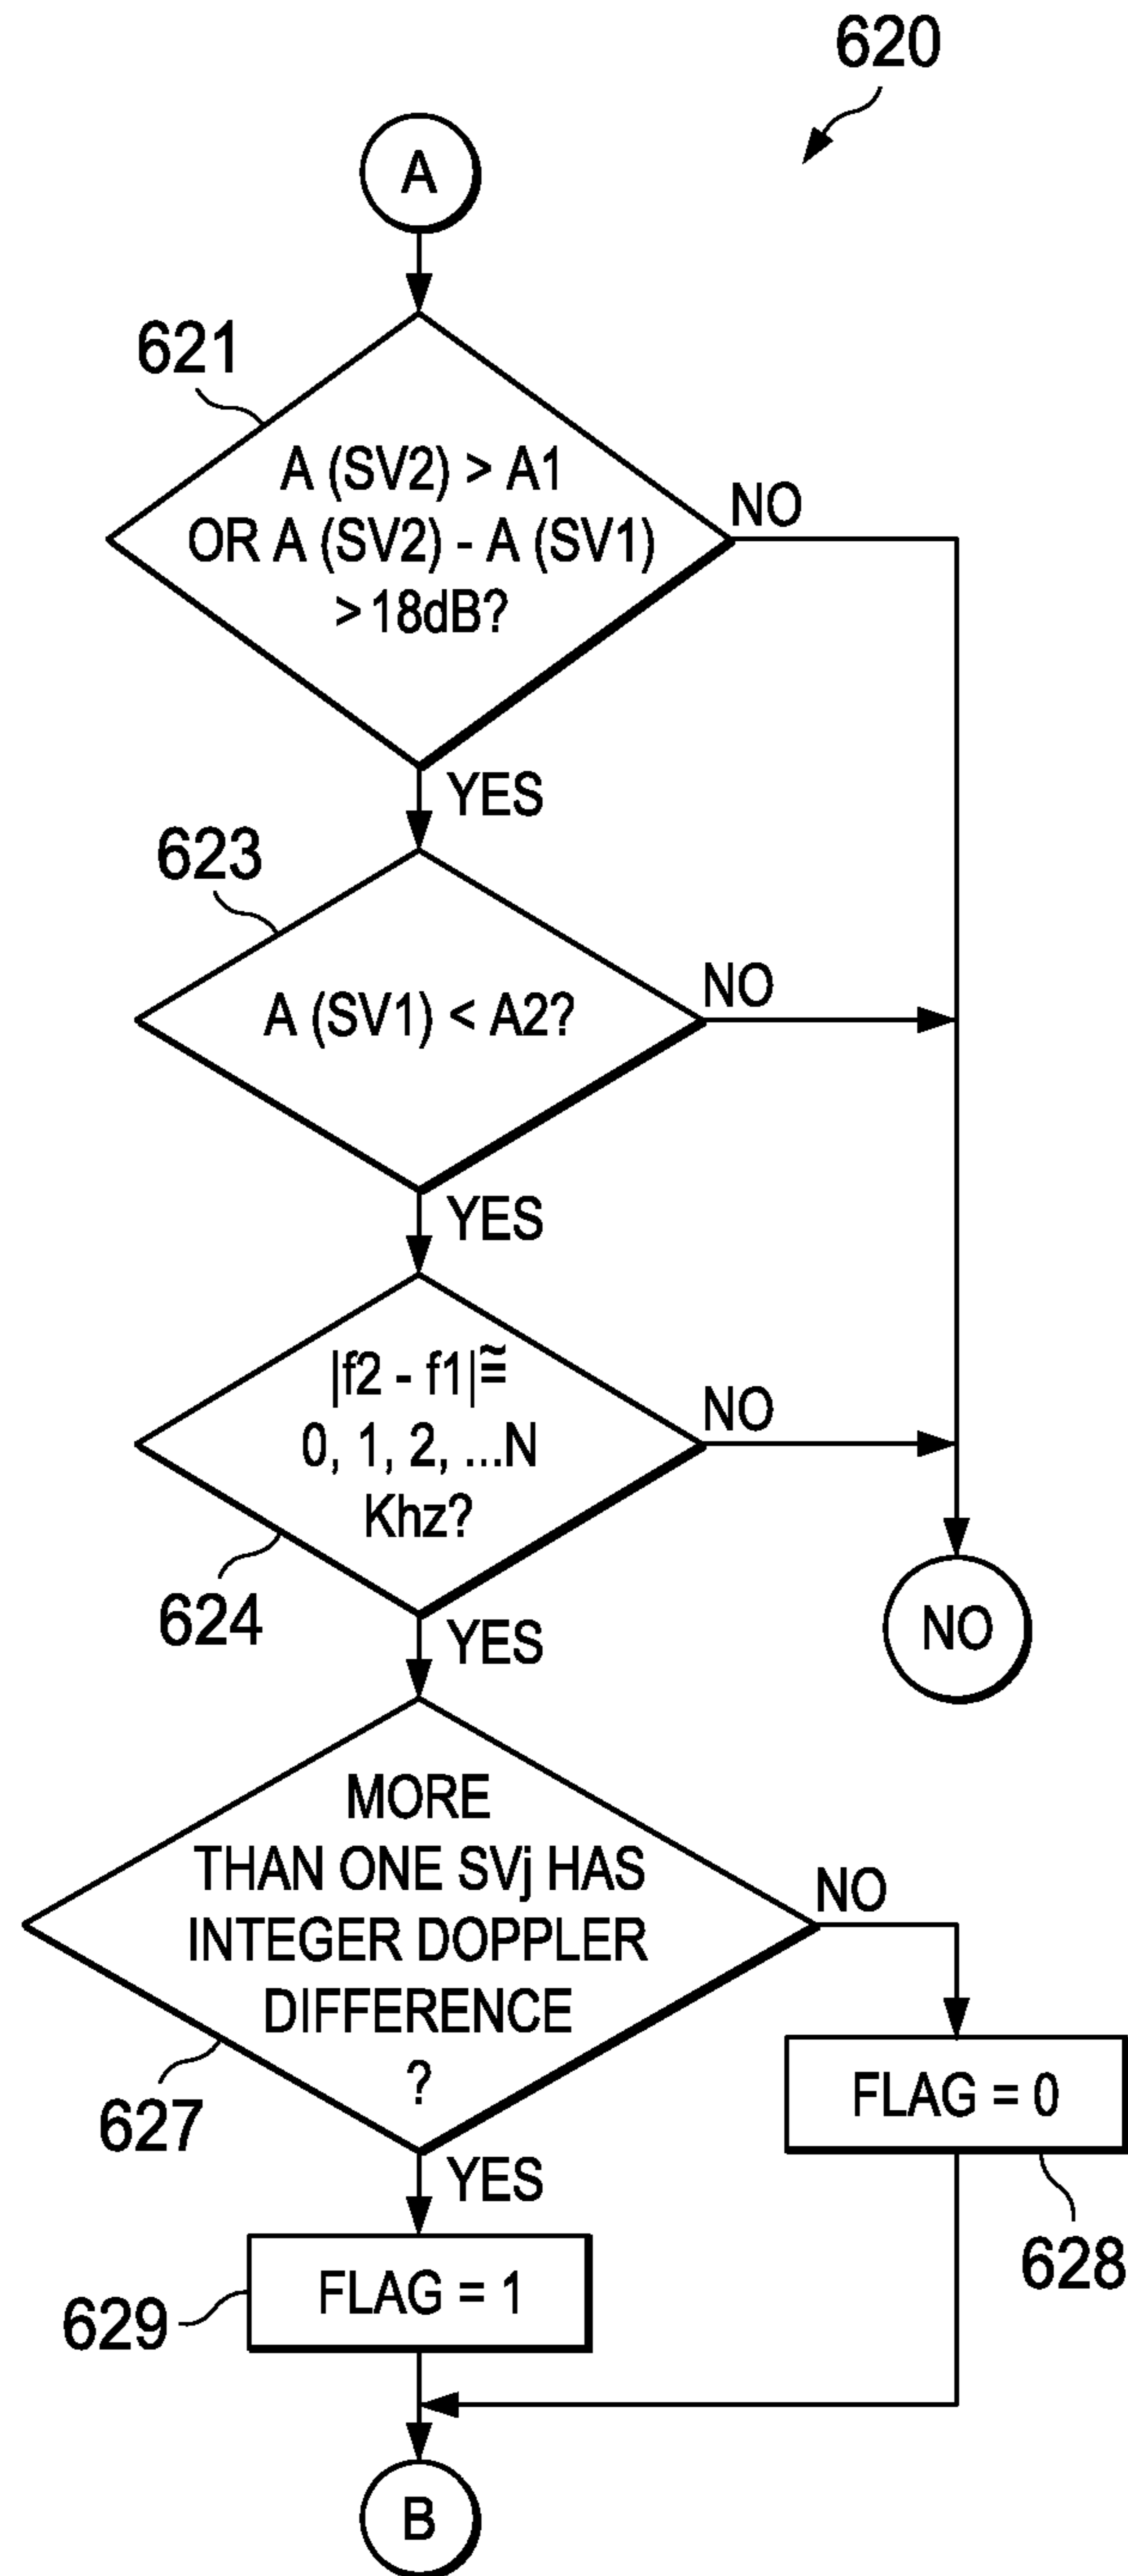 620
A
621
A (SV2) > A1
OR A (SV2) - A (SV1)
> 18dB?
NO
YES
623
A (SV1) < A2?
NO
YES
|f2 - f1| ≅
0, 1, 2, ...N
Khz?
NO
624
YES
NO
MORE
THAN ONE SVj HAS
INTEGER DOPPLER
DIFFERENCE
?
NO
627
FLAG = 0
YES
628
FLAG = 1
629
B